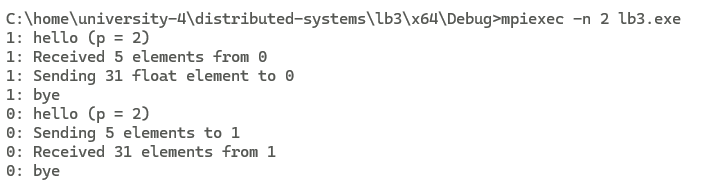 C:\home\university-4\distributed-systems\lb3\x64\Debug>mpiexec -n 2 lb3.exe
1: hello (p = 2)
1: Received 5 elements from 0
1: Sending 31 float element to 0
1: bye
0: hello (p = 2)
0: Sending 5 elements to 1
0: Received 31 elements from 1
0: bye